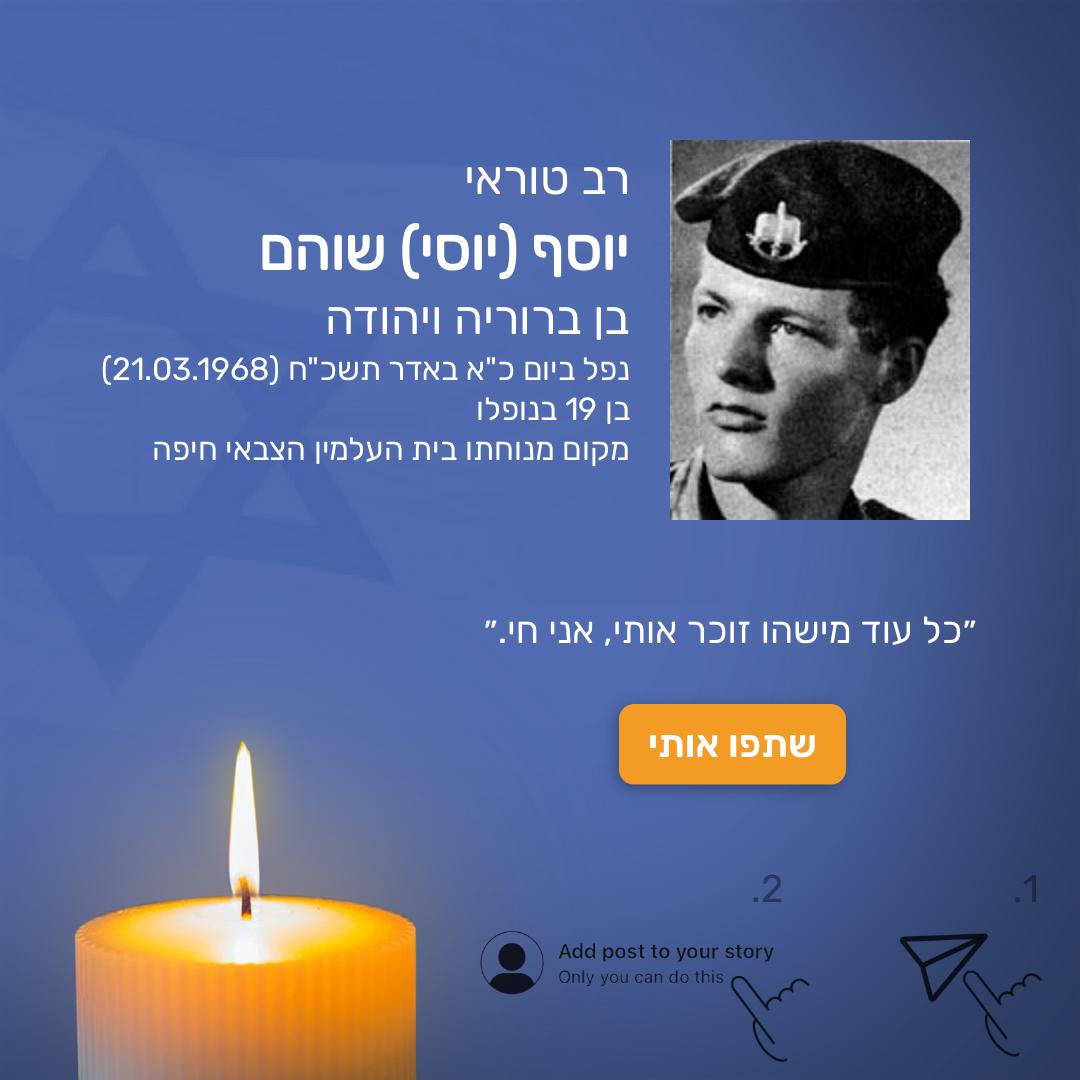 רב טוראי
יוסף (יוסי) שוהם
בן ברוריה ויהודה
נפל ביום כ"א באדר תשכ"ח (21.03.1968)
בן 19 בנופלו
מקום מנוחתו בית העלמין הצבאי חיפה
״כל עוד מישהו זוכר אותי, אני חי.״
שתפו אותי
1.
2.
Add post to your story
Only you can do this